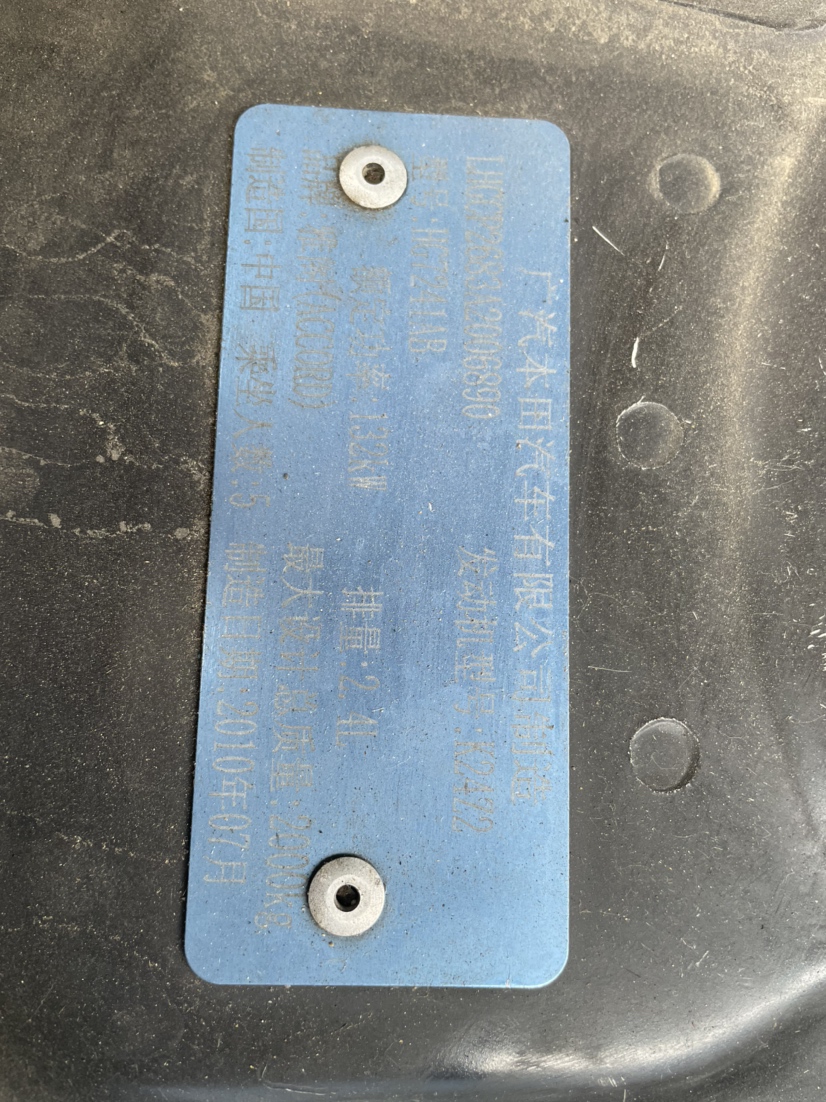 广汽本田汽车有限公司制造
LHGCP2683A2006890 发动机型号:K24Z2
型号:HG7241AB
额定功率:132kW 排量:2.4L
品牌:雅阁(ACCORD) 最大设计总质量:2000kg
制造国:中国 乘坐人数:5 制造日期:2010年07月